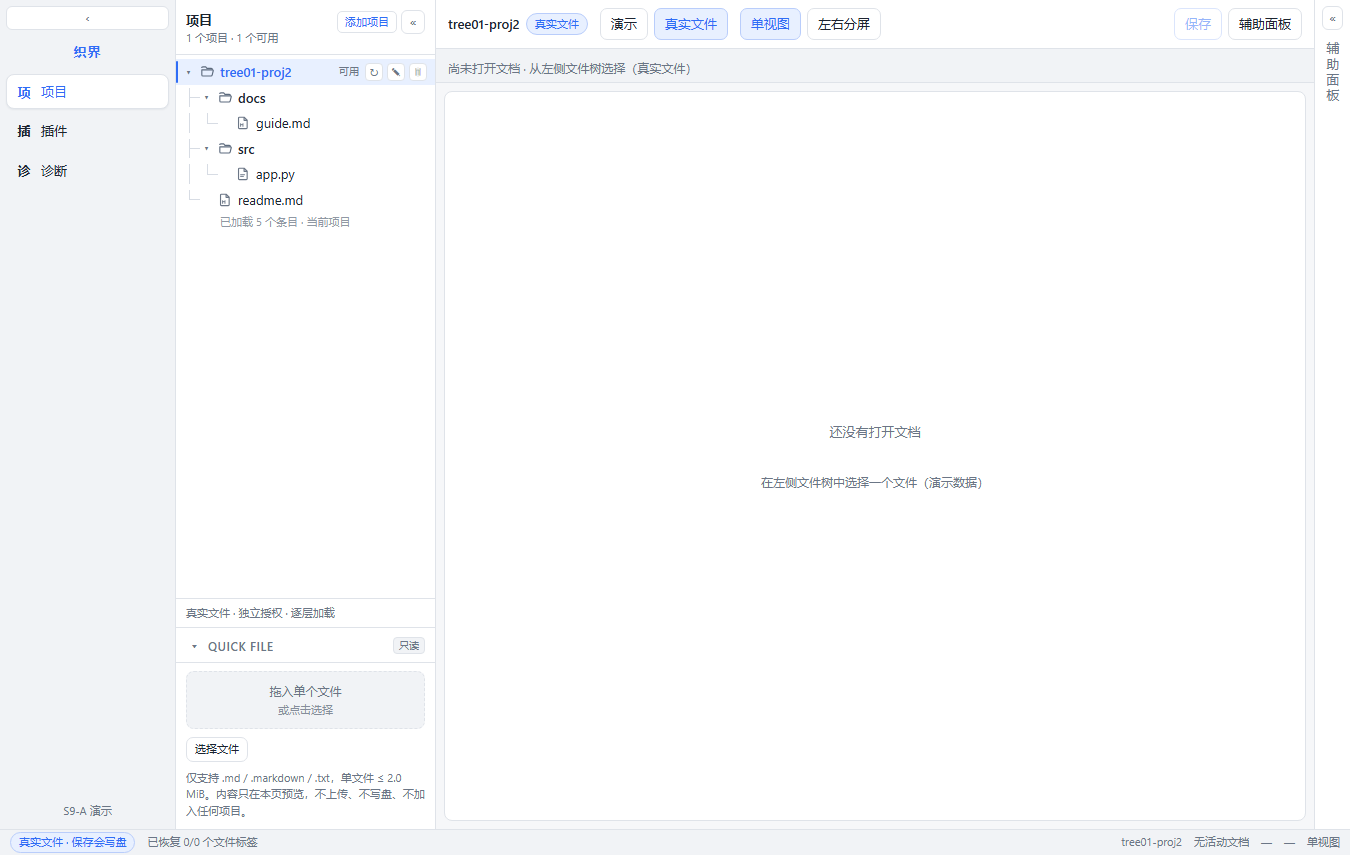 ‹
织界
项 项目
插 插件
诊 诊断
S9-A 演示
项目
1 个项目 · 1 个可用
添加项目
«
tree01-proj2
可用
↻
docs
guide.md
src
app.py
readme.md
已加载 5 个条目 · 当前项目
真实文件 · 独立授权 · 逐层加载
QUICK FILE
只读
拖入单个文件
或点击选择
选择文件
仅支持 .md / .markdown / .txt，单文件 ≤ 2.0
MiB。内容只在本页预览，不上传、不写盘、不加
入任何项目。
tree01-proj2 真实文件 演示 真实文件 单视图 左右分屏 保存 辅助面板
尚未打开文档 · 从左侧文件树选择（真实文件）
还没有打开文档
在左侧文件树中选择一个文件（演示数据）
«
辅助面板
真实文件 · 保存会写盘 已恢复 0/0 个文件标签 tree01-proj2 无活动文档 — — 单视图